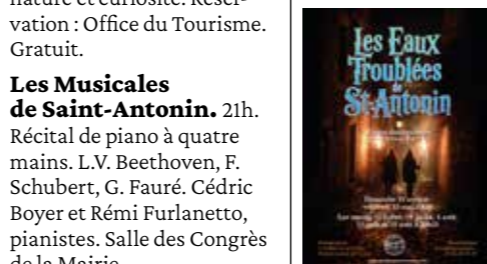 nature et curiosité. Réser-
vation : Office du Tourisme.
Gratuit.
Les Musicales
de Saint-Antonin. 21h.
Récital de piano à quatre
mains. L.V. Beethoven, F.
Schubert, G. Fauré. Cédric
Boyer et Rémi Furlanetto,
pianistes. Salle des Congrès
de la Mairie.
Les Eaux
Troublées
de
St-Antonin